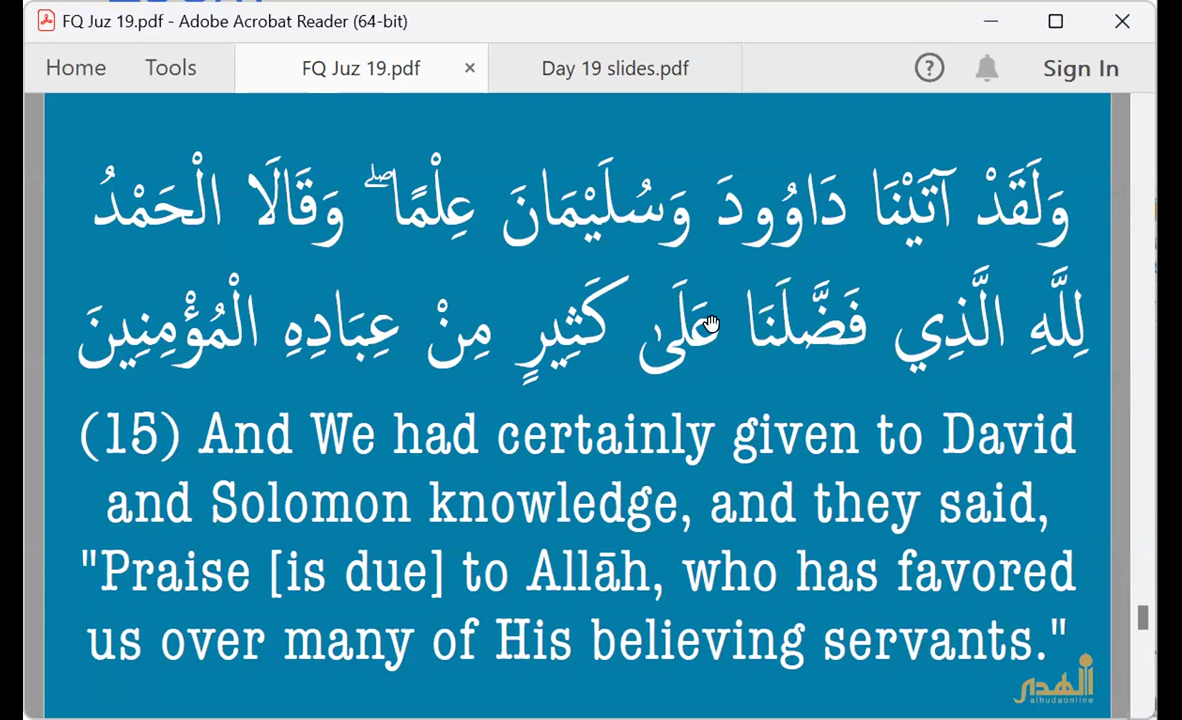 FQ Juz 19.pdf - Adobe Acrobat Reader (64-bit)
Home Tools FQ Juz 19.pdf × Day 19 slides.pdf ? Sign In
وَلَقَدْ آتَيْنَا دَاوُودَ وَسُلَيْمَانَ عِلْمًا ۖ وَقَالَا الْحَمْدُ
لِلَّهِ الَّذِي فَضَّلَنَا عَلَىٰ كَثِيرٍ مِنْ عِبَادِهِ الْمُؤْمِنِينَ
(15) And We had certainly given to David
and Solomon knowledge, and they said,
"Praise [is due] to Allāh, who has favored
us over many of His believing servants."
الهدى
alhudaonline